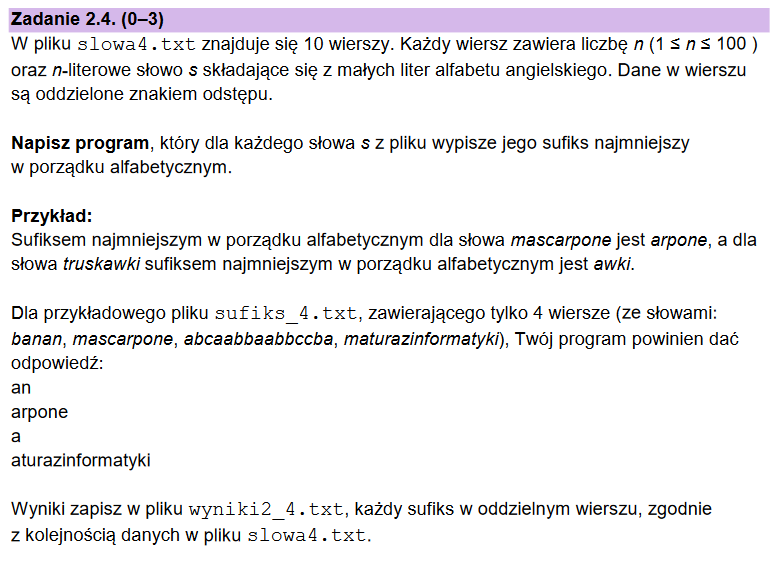 Zadanie 2.4. (0–3)
W pliku slowa4.txt znajduje się 10 wierszy. Każdy wiersz zawiera liczbę n (1 ≤ n ≤ 100 )
oraz n-literowe słowo s składające się z małych liter alfabetu angielskiego. Dane w wierszu
są oddzielone znakiem odstępu.
Napisz program, który dla każdego słowa s z pliku wypisze jego sufiks najmniejszy
w porządku alfabetycznym.
Przykład:
Sufiksem najmniejszym w porządku alfabetycznym dla słowa mascarpone jest arpone, a dla
słowa truskawki sufiksem najmniejszym w porządku alfabetycznym jest awki.
Dla przykładowego pliku sufiks_4.txt, zawierającego tylko 4 wiersze (ze słowami:
banan, mascarpone, abcaabbaabbccba, maturazinformatyki), Twój program powinien dać
odpowiedź:
an
arpone
a
aturazinformatyki
Wyniki zapisz w pliku wyniki2_4.txt, każdy sufiks w oddzielnym wierszu, zgodnie
z kolejnością danych w pliku slowa4.txt.